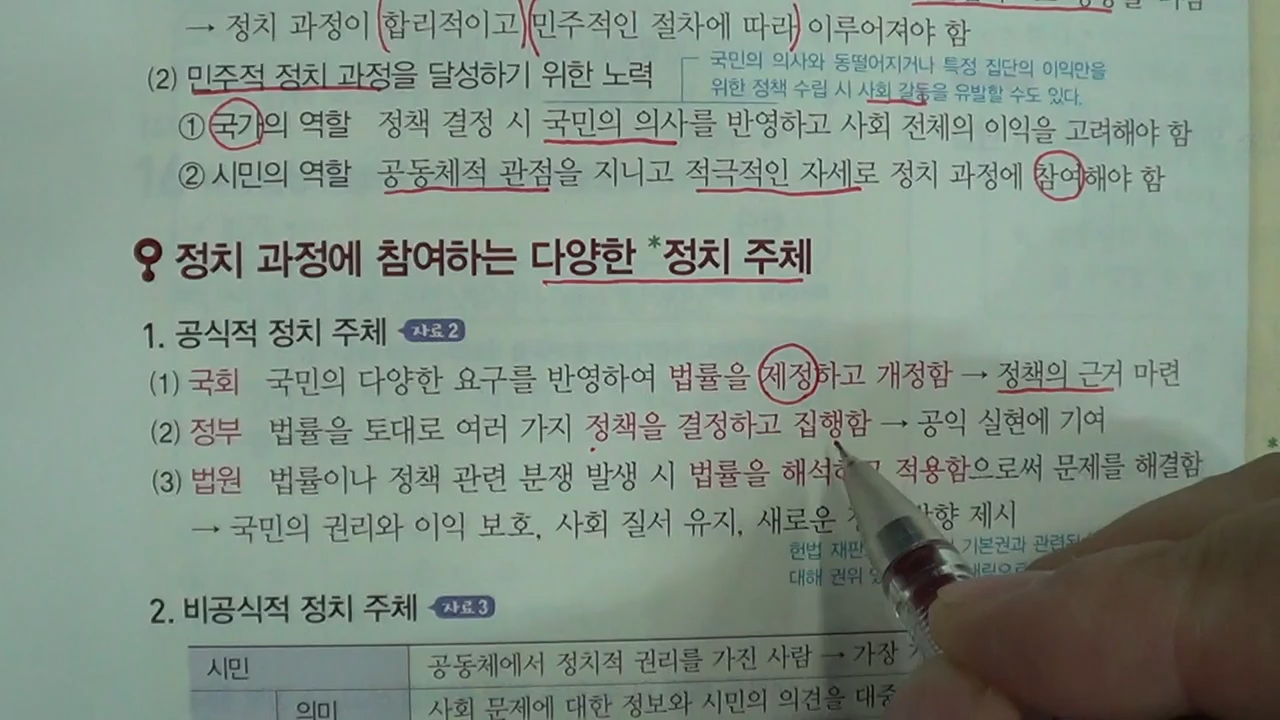 → 정치 과정이 (합리적이고)(민주적인 절차에 따라) 이루어져야 함
(2) 민주적 정치 과정을 달성하기 위한 노력
국민의 의사와 동떨어지거나 특정 집단의 이익만을
위한 정책 수립 시 사회 갈등을 유발할 수도 있다.
① 국가의 역할 정책 결정 시 국민의 의사를 반영하고 사회 전체의 이익을 고려해야 함
② 시민의 역할 공동체적 관점을 지니고 적극적인 자세로 정치 과정에 참여해야 함
정치 과정에 참여하는 다양한 *정치 주체
1. 공식적 정치 주체 자료2
(1) 국회 국민의 다양한 요구를 반영하여 법률을 제정하고 개정함 → 정책의 근거 마련
(2) 정부 법률을 토대로 여러 가지 정책을 결정하고 집행함 → 공익 실현에 기여
(3) 법원 법률이나 정책 관련 분쟁 발생 시 법률을 해석하고 적용함으로써 문제를 해결함
→ 국민의 권리와 이익 보호, 사회 질서 유지, 새로운 방향 제시
헌법 기본권과 관련된
대해 권위
2. 비공식적 정치 주체 자료3
시민 공동체에서 정치적 권리를 가진 사람 → 가장
의미 사회 문제에 대한 정보와 시민의 의견을